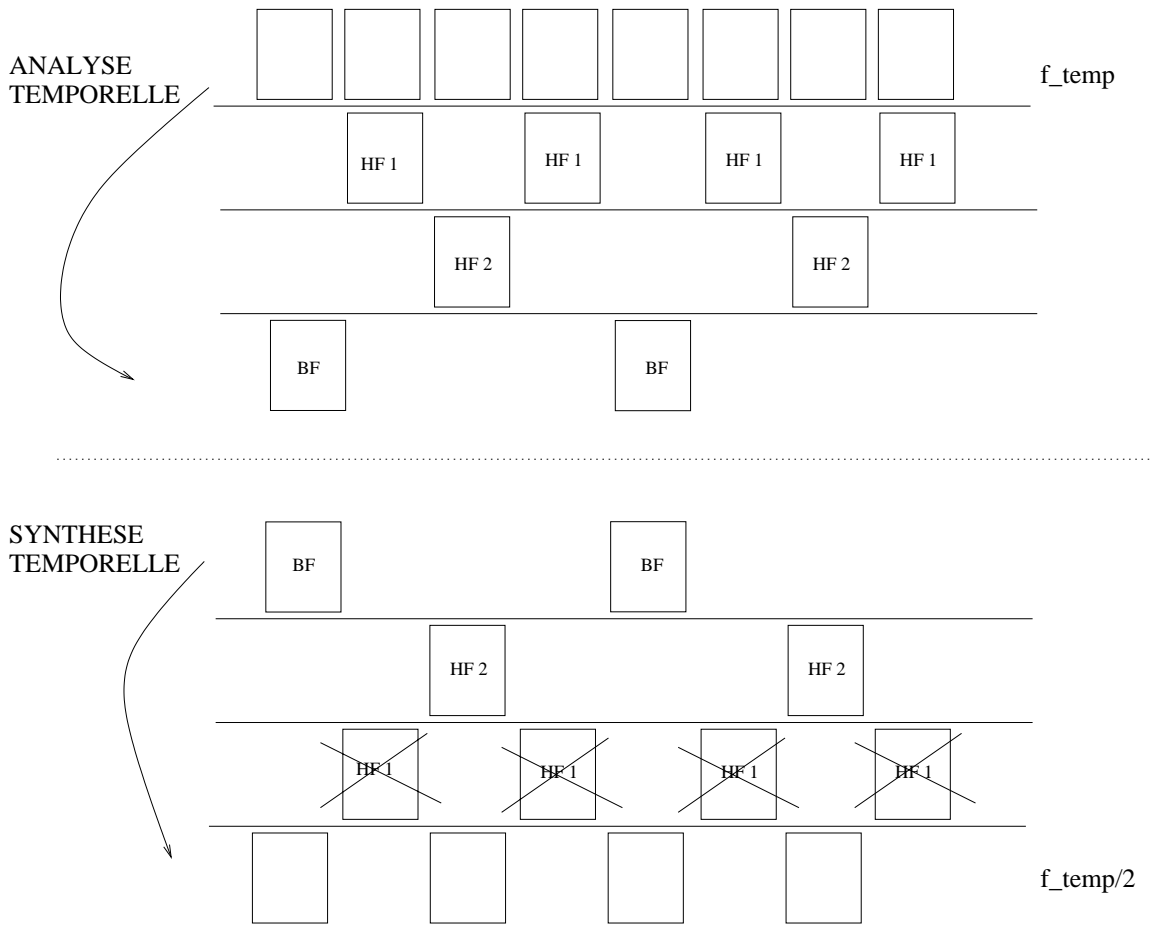 ANALYSE
TEMPORELLE
f_temp
HF 1
HF 1
HF 1
HF 1
HF 2
HF 2
BF
BF
SYNTHESE
TEMPORELLE
BF
BF
HF 2
HF 2
HF 1
HF 1
HF 1
HF 1
f_temp/2